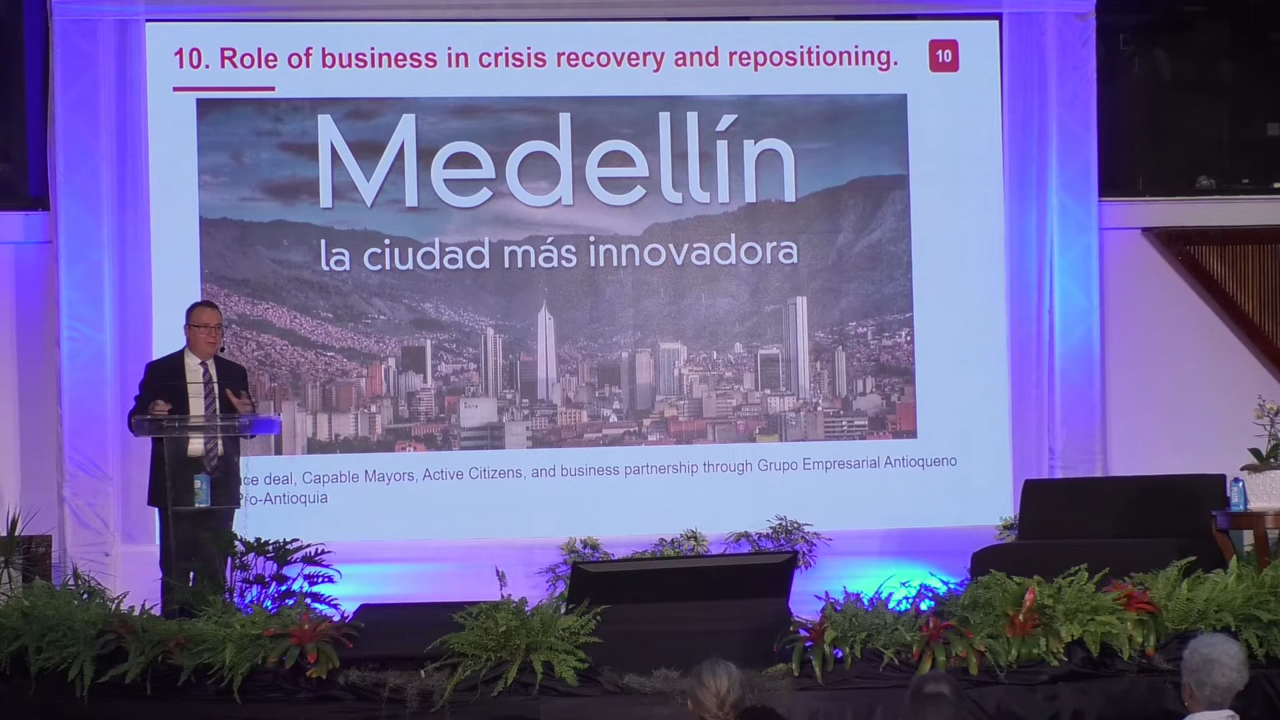 10. Role of business in crisis recovery and repositioning.
10
Medellín
la ciudad más innovadora
ce deal, Capable Mayors, Active Citizens, and business partnership through Grupo Empresarial Antioqueno
Pro-Antioquia